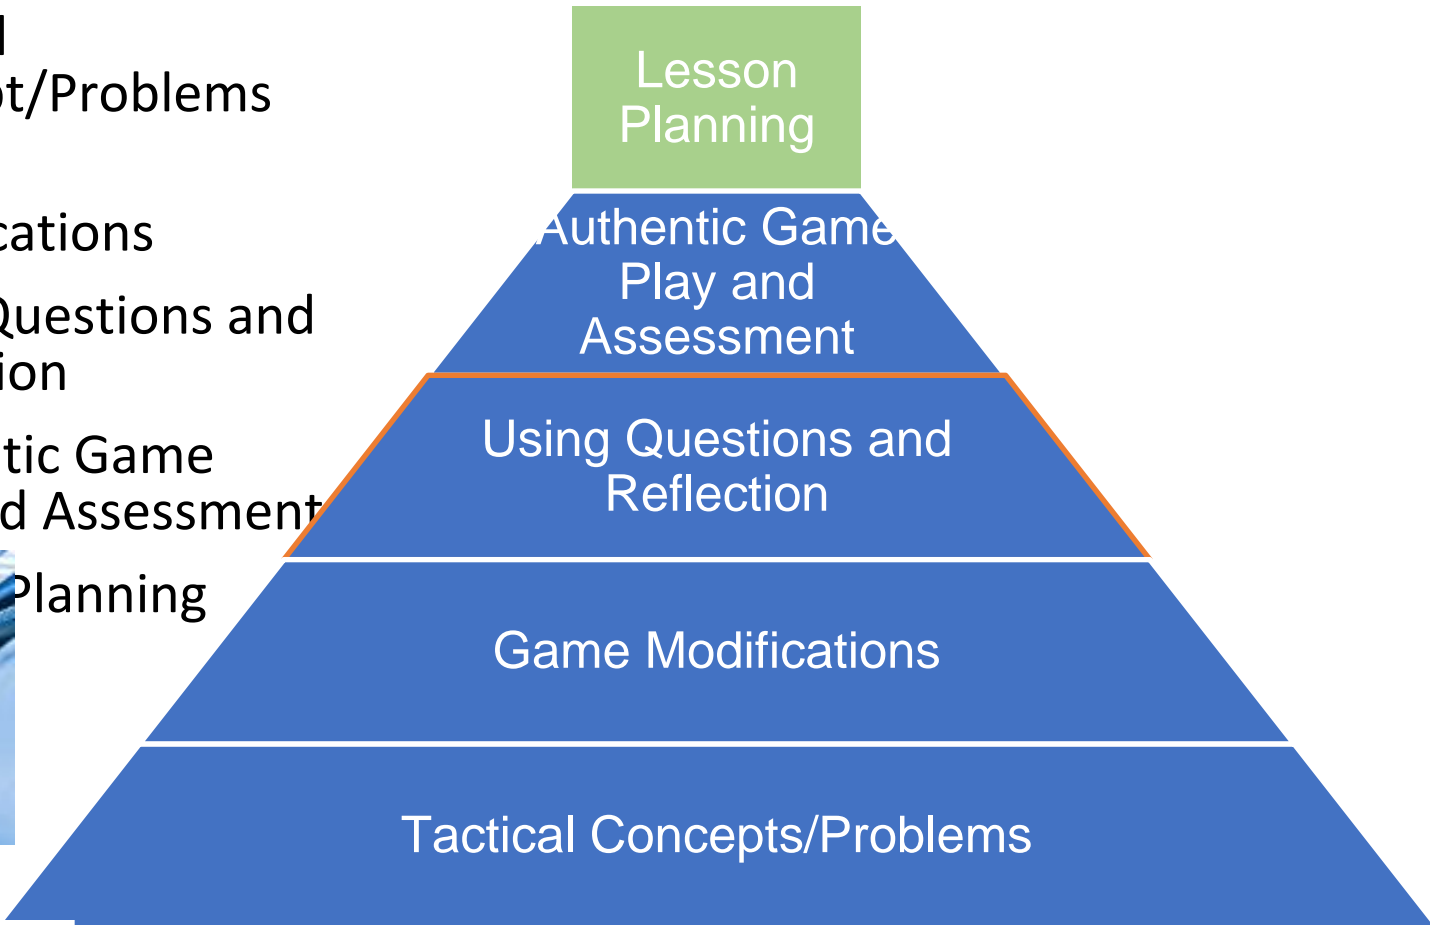 pt/Problems
cations
Questions and
ion
tic Game
d Assessment
Planning
Lesson
Planning
Authentic Game
Play and
Assessment
Using Questions and
Reflection
Game Modifications
Tactical Concepts/Problems